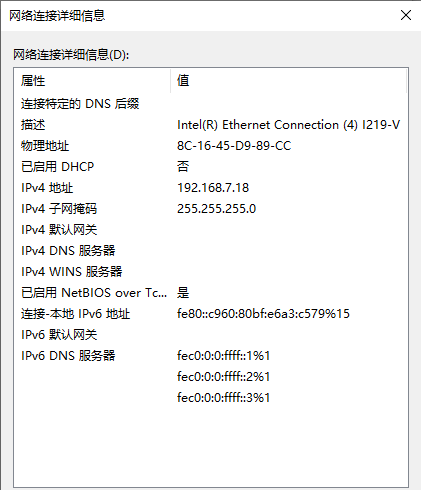 网络连接详细信息
网络连接详细信息(D):
属性 值
连接特定的 DNS 后缀
描述 Intel(R) Ethernet Connection (4) I219-V
物理地址 8C-16-45-D9-89-CC
已启用 DHCP 否
IPv4 地址 192.168.7.18
IPv4 子网掩码 255.255.255.0
IPv4 默认网关
IPv4 DNS 服务器
IPv4 WINS 服务器
已启用 NetBIOS over Tc... 是
连接-本地 IPv6 地址 fe80::c960:80bf:e6a3:c579%15
IPv6 默认网关
IPv6 DNS 服务器 fec0:0:0:ffff::1%1
fec0:0:0:ffff::2%1
fec0:0:0:ffff::3%1